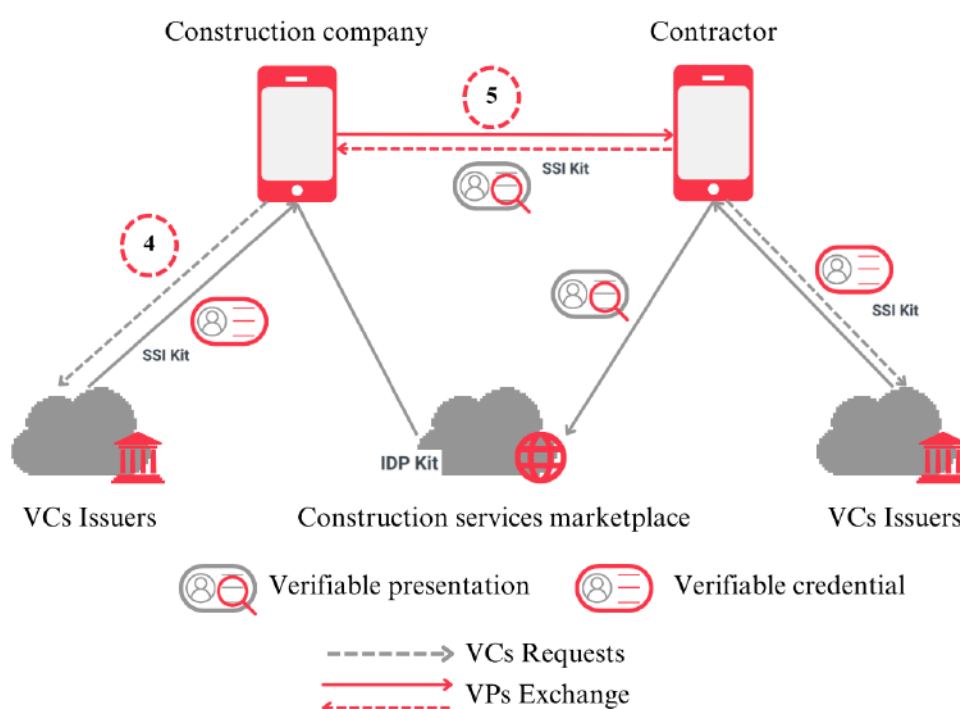 Construction company
Contractor
5
SSI Kit
4
SSI Kit
SSI Kit
IDP Kit
VCs Issuers
Construction services marketplace
VCs Issuers
Verifiable presentation
Verifiable credential
VCs Requests
VPs Exchange